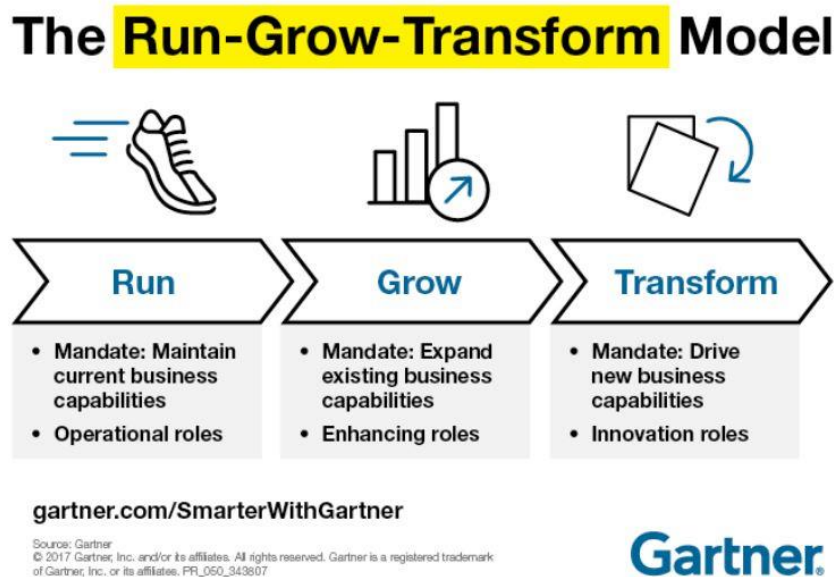 The Run-Grow-Transform Model
Run
• Mandate: Maintain
current business
capabilities
• Operational roles
Grow
• Mandate: Expand
existing business
capabilities
• Enhancing roles
Transform
• Mandate: Drive
new business
capabilities
• Innovation roles
gartner.com/SmarterWithGartner
Source: Gartner
© 2017 Gartner, Inc. and/or its affiliates. All rights reserved. Gartner is a registered trademark
of Gartner, Inc. or its affiliates. PR_050_343807
Gartner®